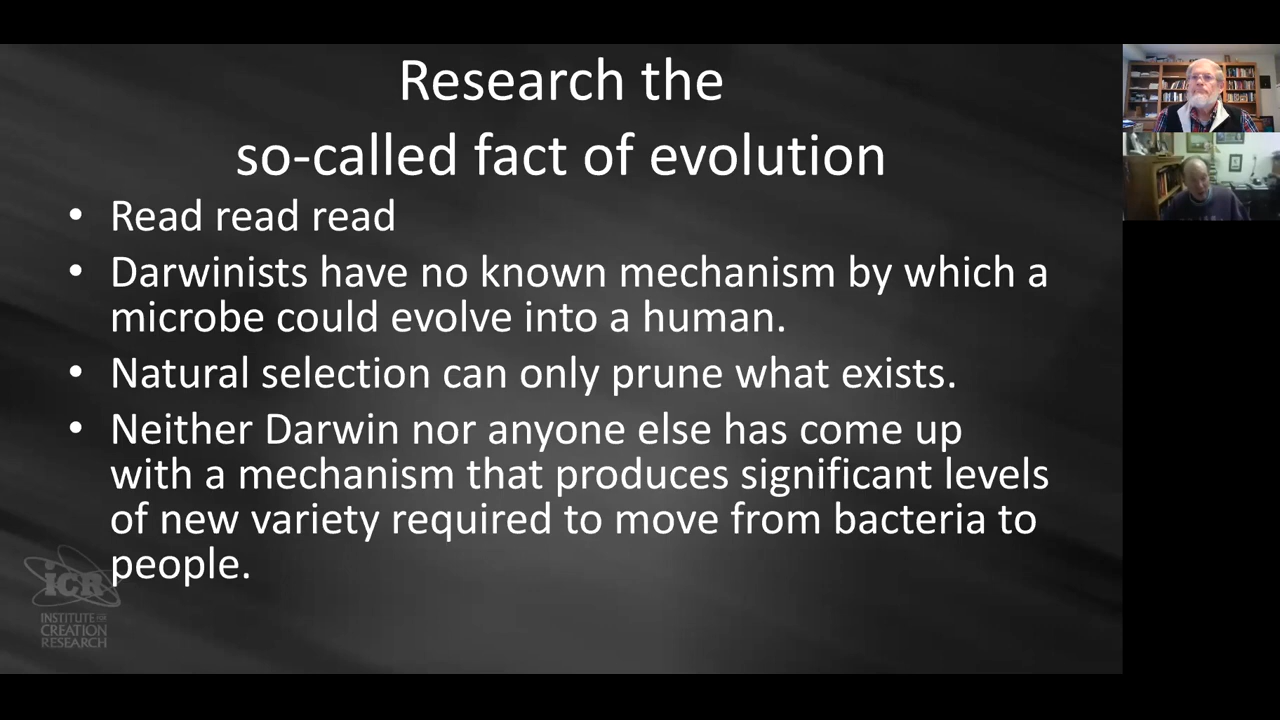 Research the
so-called fact of evolution
• Read read read
• Darwinists have no known mechanism by which a
microbe could evolve into a human.
• Natural selection can only prune what exists.
• Neither Darwin nor anyone else has come up
with a mechanism that produces significant levels
of new variety required to move from bacteria to
people.
iCR
INSTITUTE FOR
CREATION
RESEARCH